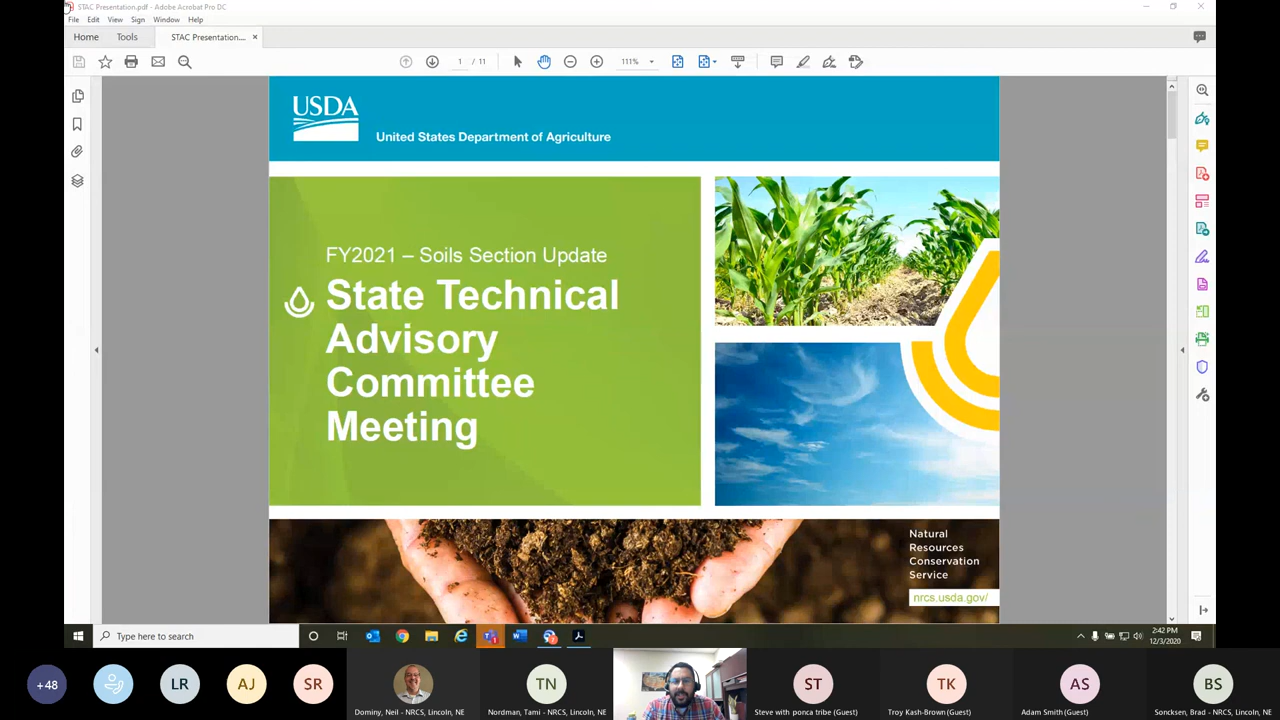 STAC Presentation.pdf - Adobe Acrobat Pro DC
File Edit View Sign Window Help
Home Tools STAC Presentation.... ×
1 / 11 111%
USDA
United States Department of Agriculture
FY2021 – Soils Section Update
State Technical
Advisory
Committee
Meeting
Natural
Resources
Conservation
Service
nrcs.usda.gov/
Type here to search
2:42 PM
12/3/2020
+48 LR AJ SR TN ST TK AS BS
Dominy, Neil - NRCS, Lincoln, NE
Nordman, Tami - NRCS, Lincoln, NE
Steve with ponca tribe (Guest)
Troy Kash-Brown (Guest)
Adam Smith (Guest)
Soncksen, Brad - NRCS, Lincoln, NE